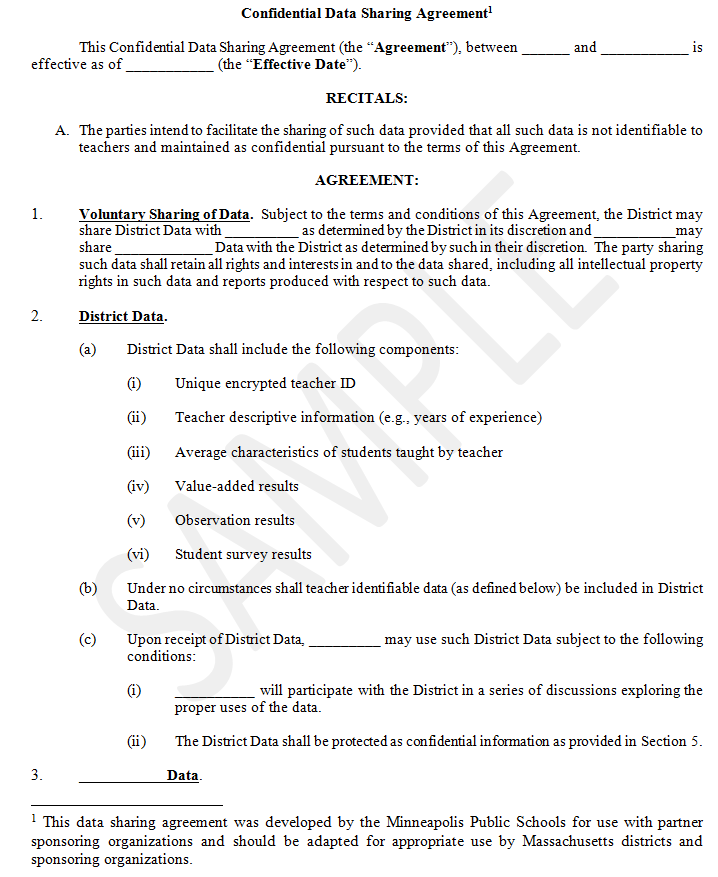 Confidential Data Sharing Agreement¹
This Confidential Data Sharing Agreement (the “Agreement”), between ______ and ___________ is
effective as of ___________ (the “Effective Date”).
RECITALS:
A. The parties intend to facilitate the sharing of such data provided that all such data is not identifiable to
teachers and maintained as confidential pursuant to the terms of this Agreement.
AGREEMENT:
1. Voluntary Sharing of Data. Subject to the terms and conditions of this Agreement, the District may
share District Data with _________ as determined by the District in its discretion and __________may
share ____________ Data with the District as determined by such in their discretion. The party sharing
such data shall retain all rights and interests in and to the data shared, including all intellectual property
rights in such data and reports produced with respect to such data.
2. District Data.
(a) District Data shall include the following components:
(i) Unique encrypted teacher ID
(ii) Teacher descriptive information (e.g., years of experience)
(iii) Average characteristics of students taught by teacher
(iv) Value-added results
(v) Observation results
(vi) Student survey results
(b) Under no circumstances shall teacher identifiable data (as defined below) be included in District
Data.
(c) Upon receipt of District Data, _________ may use such District Data subject to the following
conditions:
(i) __________ will participate with the District in a series of discussions exploring the
proper uses of the data.
(ii) The District Data shall be protected as confidential information as provided in Section 5.
3. ___________ Data.
¹ This data sharing agreement was developed by the Minneapolis Public Schools for use with partner
sponsoring organizations and should be adapted for appropriate use by Massachusetts districts and
sponsoring organizations.
SAMPLE